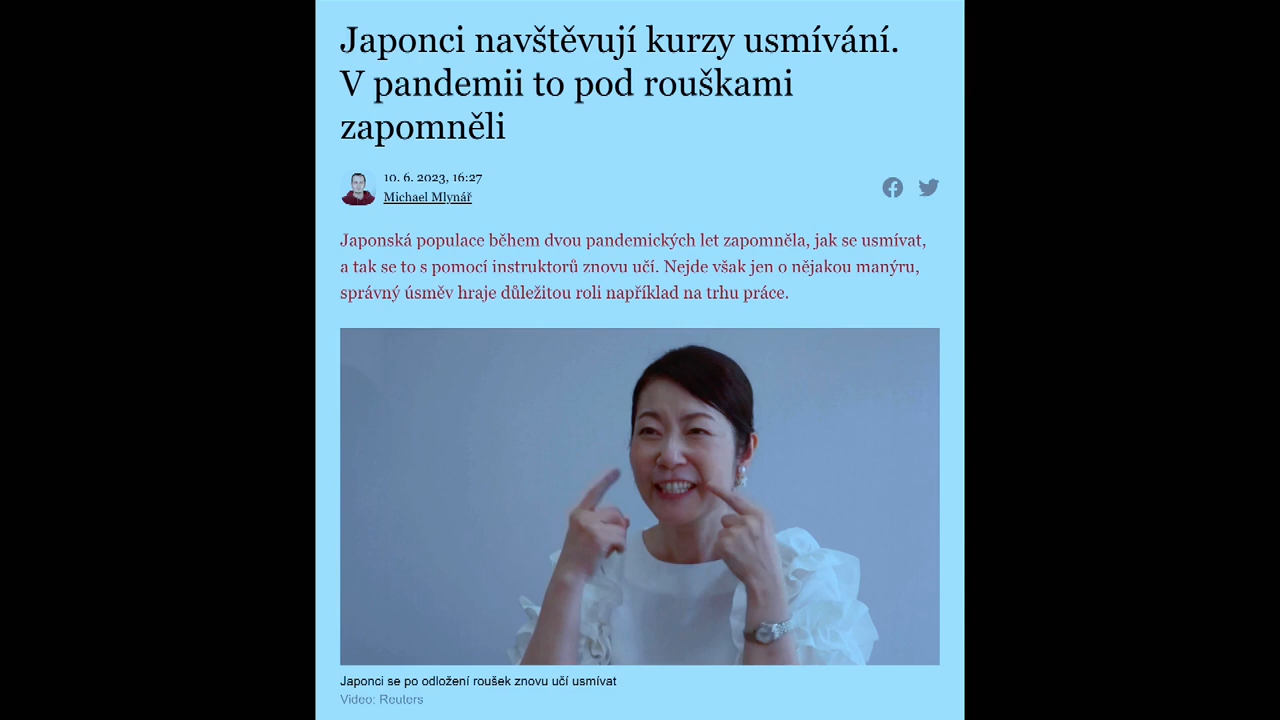 Japonci navštěvují kurzy usmívání.
V pandemii to pod rouškami
zapomněli
10. 6. 2023, 16:27
Michael Mlynář
Japonská populace během dvou pandemických let zapomněla, jak se usmívat,
a tak se to s pomocí instruktorů znovu učí. Nejde však jen o nějakou manýru,
správný úsměv hraje důležitou roli například na trhu práce.
Japonci se po odložení roušek znovu učí usmívat
Video: Reuters